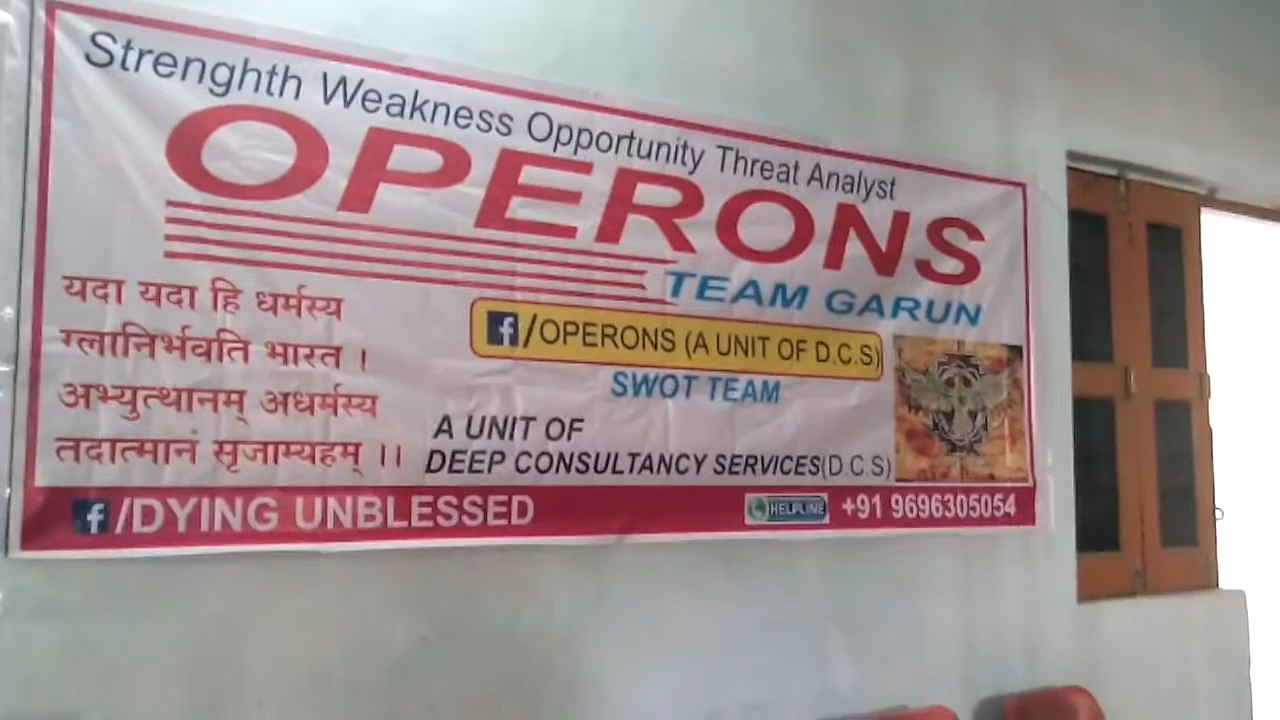 Strenghth Weakness Opportunity Threat Analyst
OPERONS
TEAM GARUN
यदा यदा हि धर्मस्य
ग्लानिर्भवति भारत ।
अभ्युत्थानम् अधर्मस्य
तदात्मानं सृजाम्यहम् ।।
f/OPERONS (A UNIT OF D.C.S)
SWOT TEAM
A UNIT OF
DEEP CONSULTANCY SERVICES(D.C.S)
f/DYING UNBLESSED
HELPLINE +91 9696305054